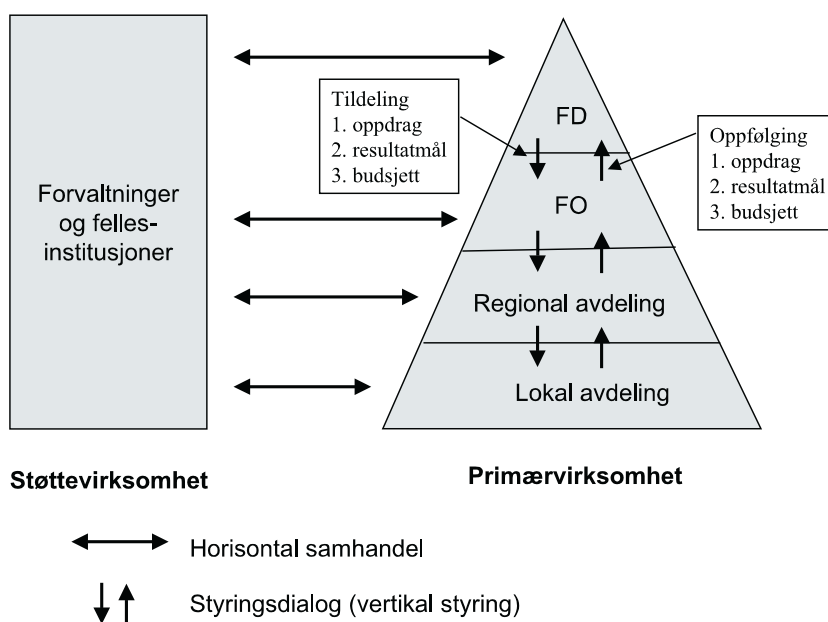 Forvaltninger
og felles-
institusjoner
Tildeling
1. oppdrag
2. resultatmål
3. budsjett
FD
Oppfølging
1. oppdrag
2. resultatmål
3. budsjett
FO
Regional avdeling
Lokal avdeling
Støttevirksomhet
Primærvirksomhet
Horisontal samhandel
Styringsdialog (vertikal styring)